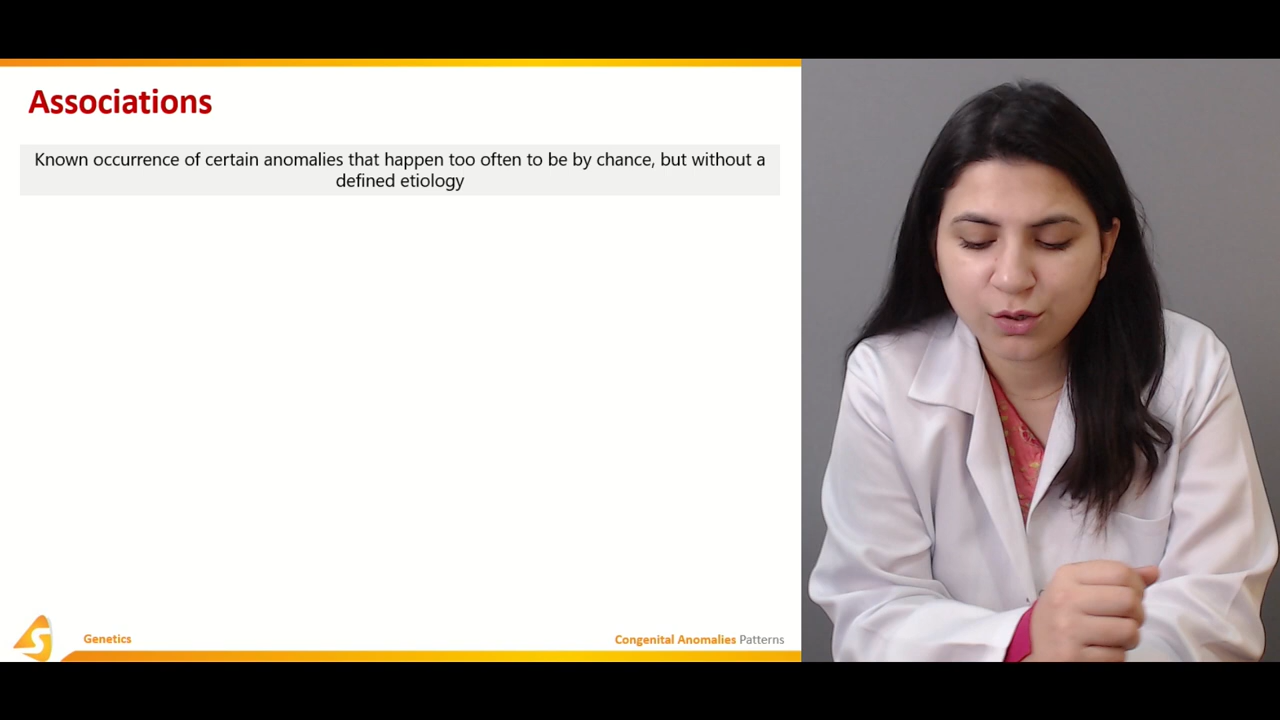 Associations
Known occurrence of certain anomalies that happen too often to be by chance, but without a
defined etiology
Genetics
Congenital Anomalies Patterns